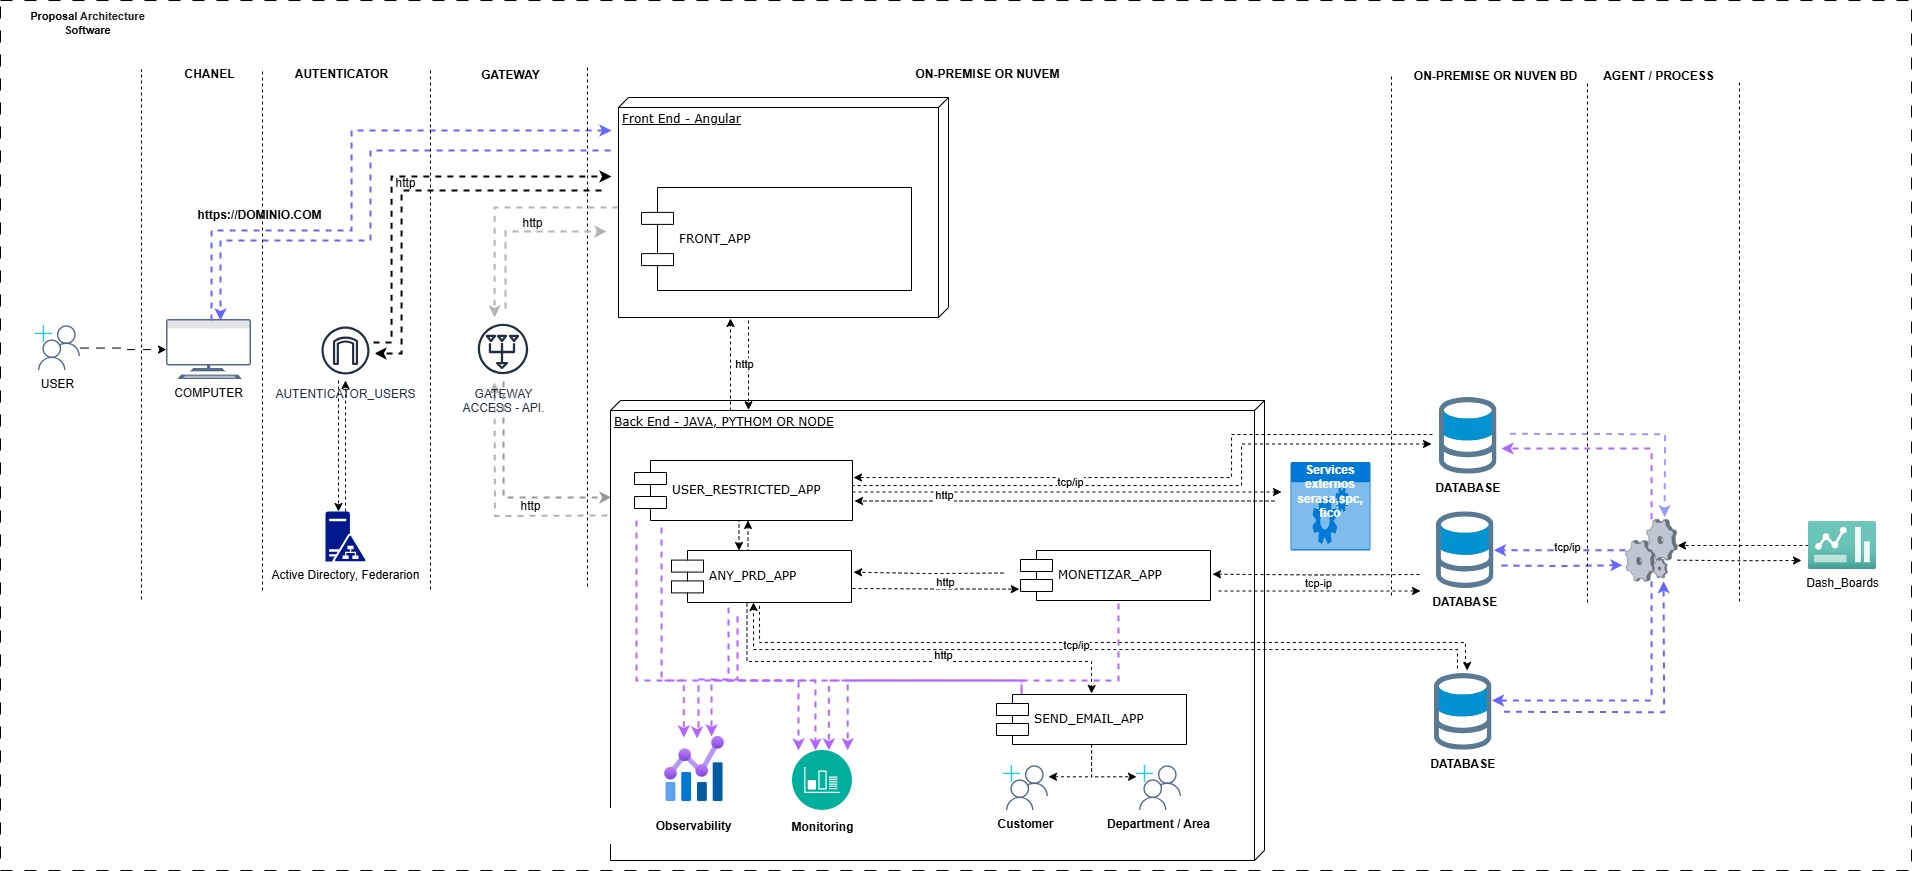 Proposal Architecture
Software
CHANEL
AUTENTICATOR
GATEWAY
ON-PREMISE OR NUVEM
ON-PREMISE OR NUVEN BD
AGENT / PROCESS
Front End - Angular
http
https://DOMINIO.COM
http
FRONT_APP
USER
COMPUTER
AUTENTICATOR_USERS
GATEWAY
ACCESS - API.
http
Back End - JAVA, PYTHOM OR NODE
USER_RESTRICTED_APP
tcp/ip
http
http
Services
externos
serasa,spc,
fico
DATABASE
Active Directory, Federarion
ANY_PRD_APP
http
MONETIZAR_APP
tcp-ip
DATABASE
tcp/ip
Dash_Boards
tcp/ip
http
SEND_EMAIL_APP
DATABASE
Observability
Monitoring
Customer
Department / Area